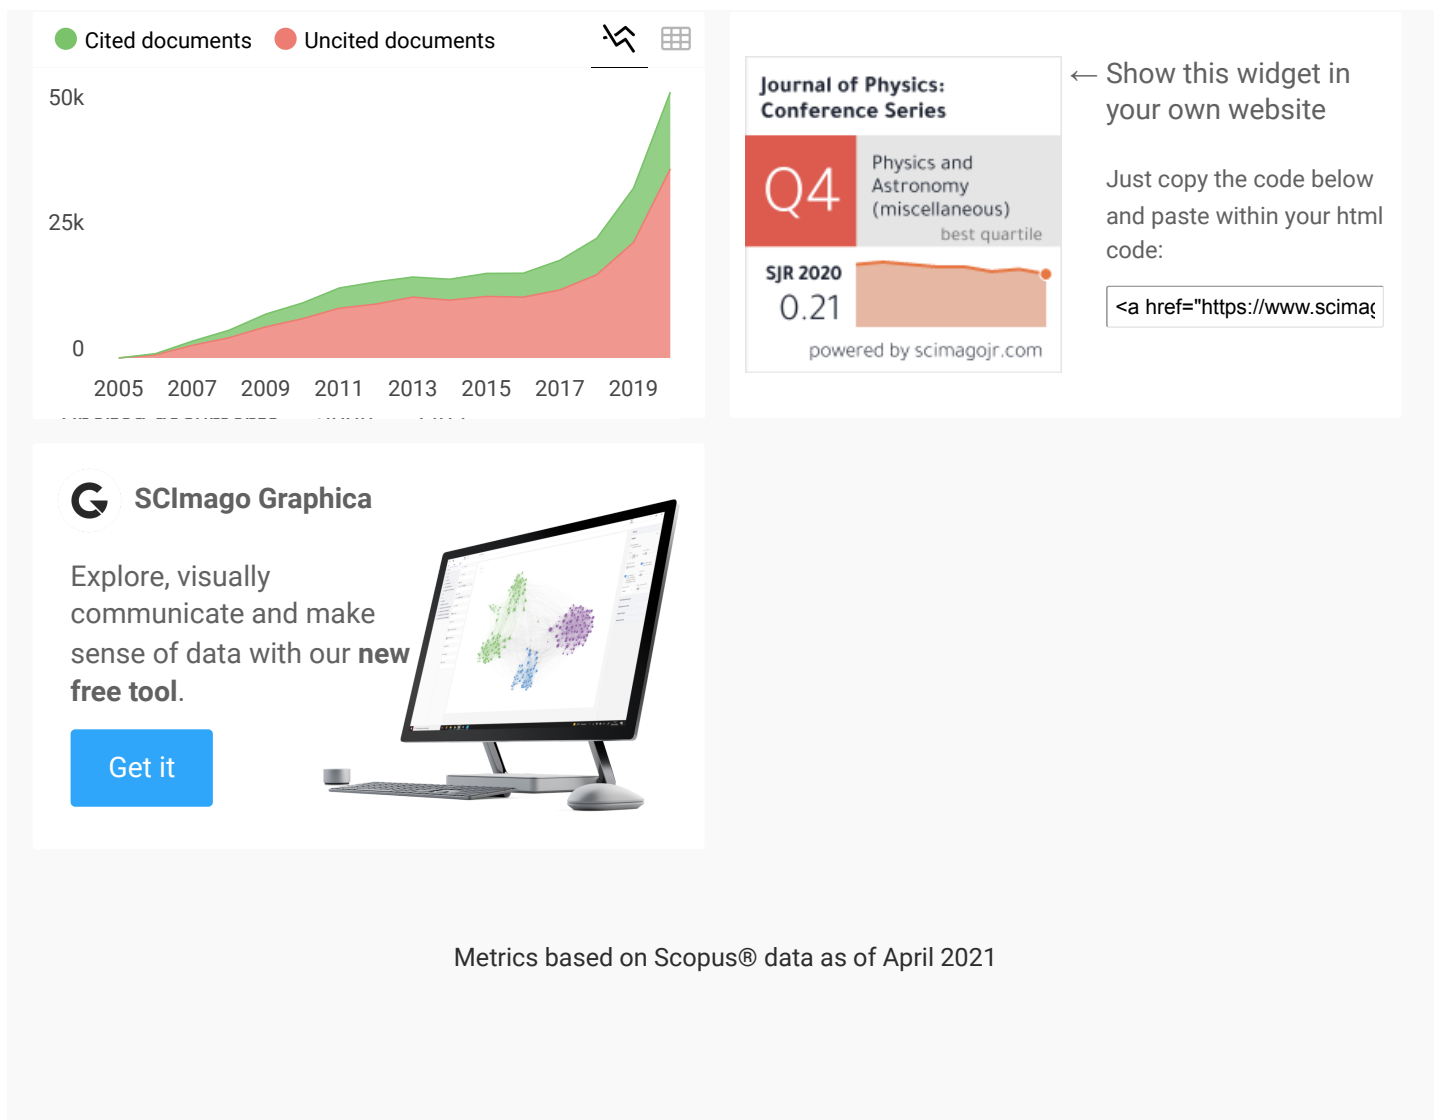 Cited documents Uncited documents
50k
25k
0
2005 2007 2009 2011 2013 2015 2017 2019
Journal of Physics:
Conference Series
Q4
Physics and
Astronomy
(miscellaneous)
best quartile
SJR 2020
0.21
powered by scimagojr.com
← Show this widget in
your own website
Just copy the code below
and paste within your html
code:
<a href="https://www.scimag
SCImago Graphica
Explore, visually
communicate and make
sense of data with our new
free tool.
Get it
Metrics based on Scopus® data as of April 2021